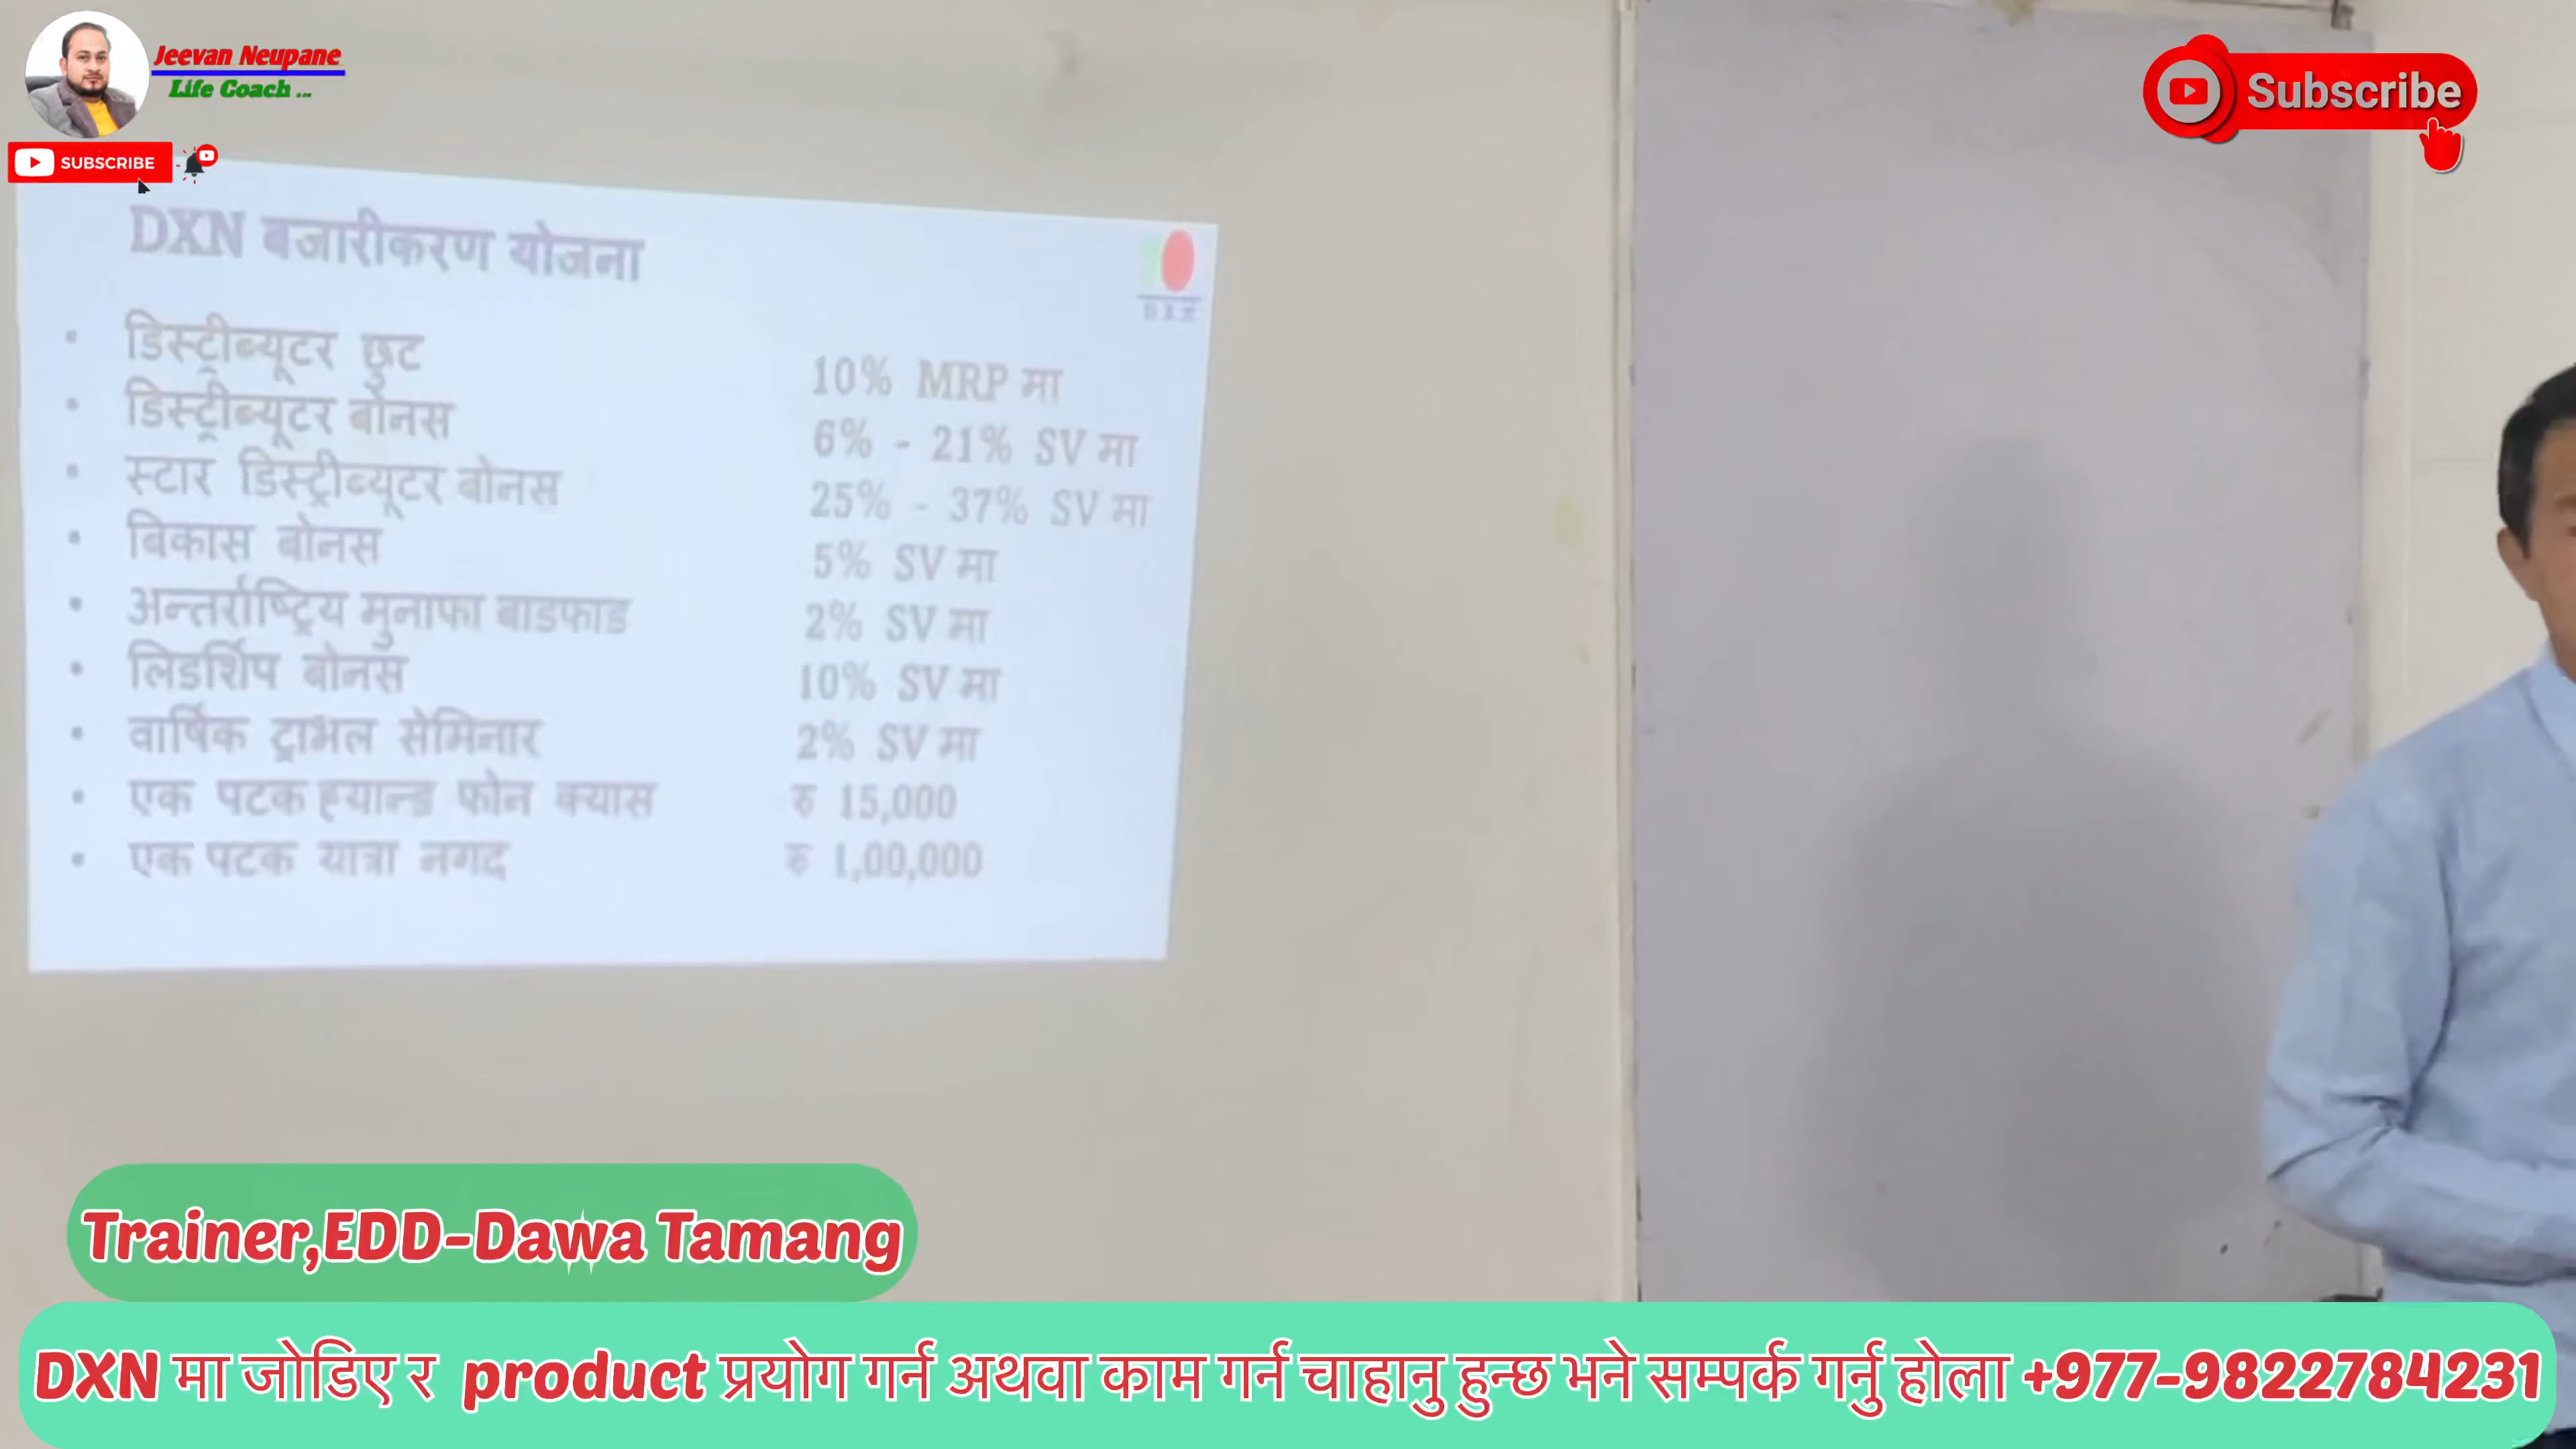 Jeevan Neupane
Life Coach ...
SUBSCRIBE
Subscribe
DXN बजारीकरण योजना
DXN
• डिस्ट्रीब्यूटर छुट 10% MRP मा
• डिस्ट्रीब्यूटर बोनस 6% - 21% SV मा
• स्टार डिस्ट्रीब्यूटर बोनस 25% - 37% SV मा
• बिकास बोनस 5% SV मा
• अन्तर्राष्ट्रिय मुनाफा बाडफाड 2% SV मा
• लिडर्शिप बोनस 10% SV मा
• वार्षिक ट्राभल सेमिनार 2% SV मा
• एक पटक ह्यान्ड फोन क्यास रु 15,000
• एक पटक यात्रा नगद रु 1,00,000
Trainer,EDD-Dawa Tamang
DXN मा जोडिए र product प्रयोग गर्न अथवा काम गर्न चाहानु हुन्छ भने सम्पर्क गर्नु होला +977-9822784231